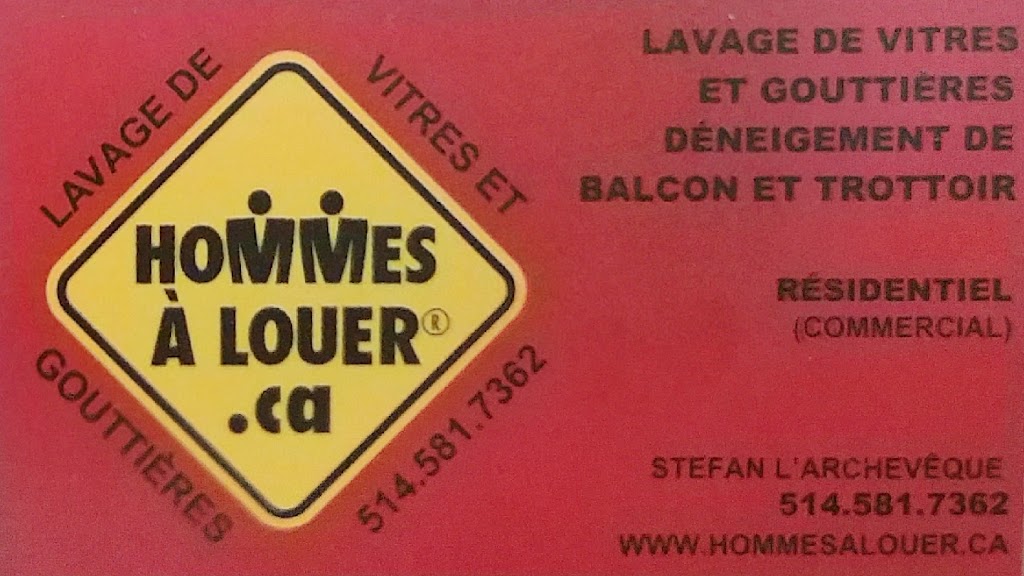 LAVAGE DE
VITRES ET
HOMMES
À LOUER®
.ca
GOUTTIÈRES
514.581.7362
LAVAGE DE VITRES
ET GOUTTIÈRES
DÉNEIGEMENT DE
BALCON ET TROTTOIR
RÉSIDENTIEL
(COMMERCIAL)
STEFAN L'ARCHEVÊQUE
514.581.7362
WWW.HOMMESALOUER.CA